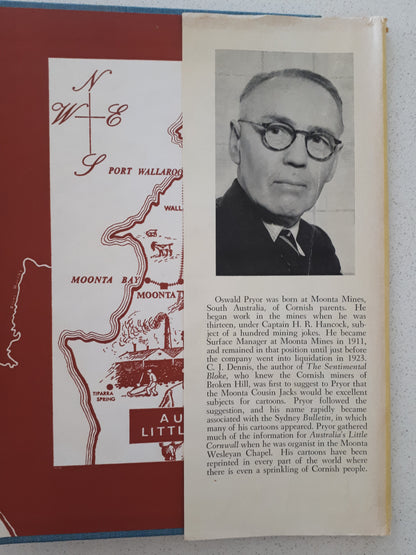 N
W E
S
PORT WALLARO
WALL
MOONTA BAY
MOONTA
TIPARRA
SPRING
AU
LITTL
Oswald Pryor was born at Moonta Mines,
South Australia, of Cornish parents. He
began work in the mines when he was
thirteen, under Captain H. R. Hancock, sub-
ject of a hundred mining jokes. He became
Surface Manager at Moonta Mines in 1911,
and remained in that position until just before
the company went into liquidation in 1923.
C. J. Dennis, the author of The Sentimental
Bloke, who knew the Cornish miners of
Broken Hill, was first to suggest to Pryor that
the Moonta Cousin Jacks would be excellent
subjects for cartoons. Pryor followed the
suggestion, and his name rapidly became
associated with the Sydney Bulletin, in which
many of his cartoons appeared. Pryor gathered
much of the information for Australia's Little
Cornwall when he was organist in the Moonta
Wesleyan Chapel. His cartoons have been
reprinted in every part of the world where
there is even a sprinkling of Cornish people.